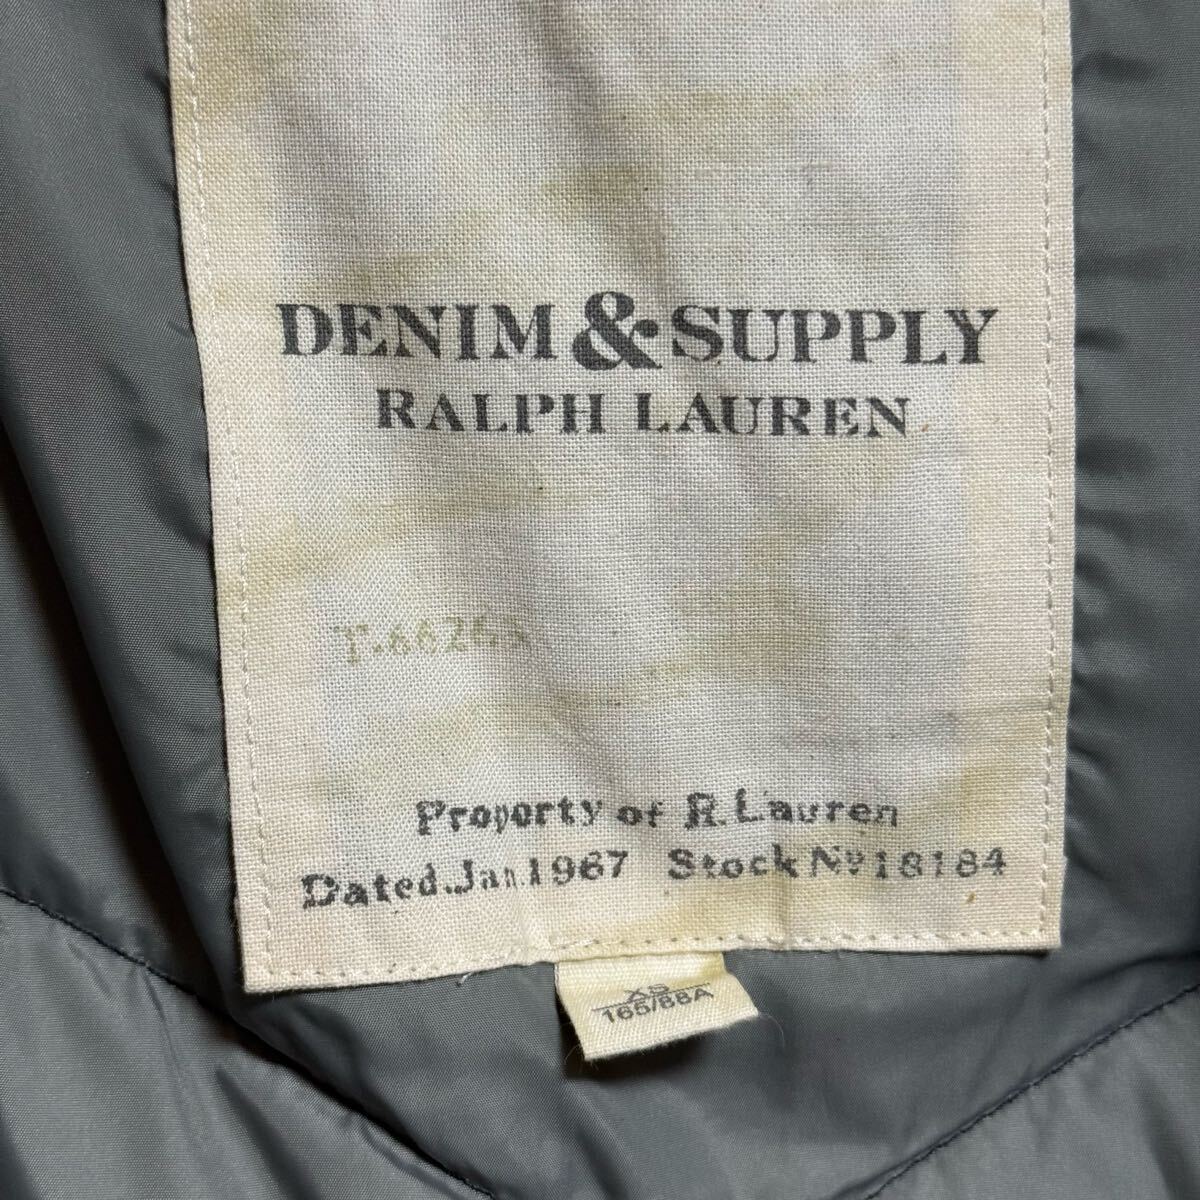 DENIM & SUPPLY
RALPH LAUREN
Property of R. Lauren
Dated. Jan. 1967 Stock No 18184
XS
165/88A